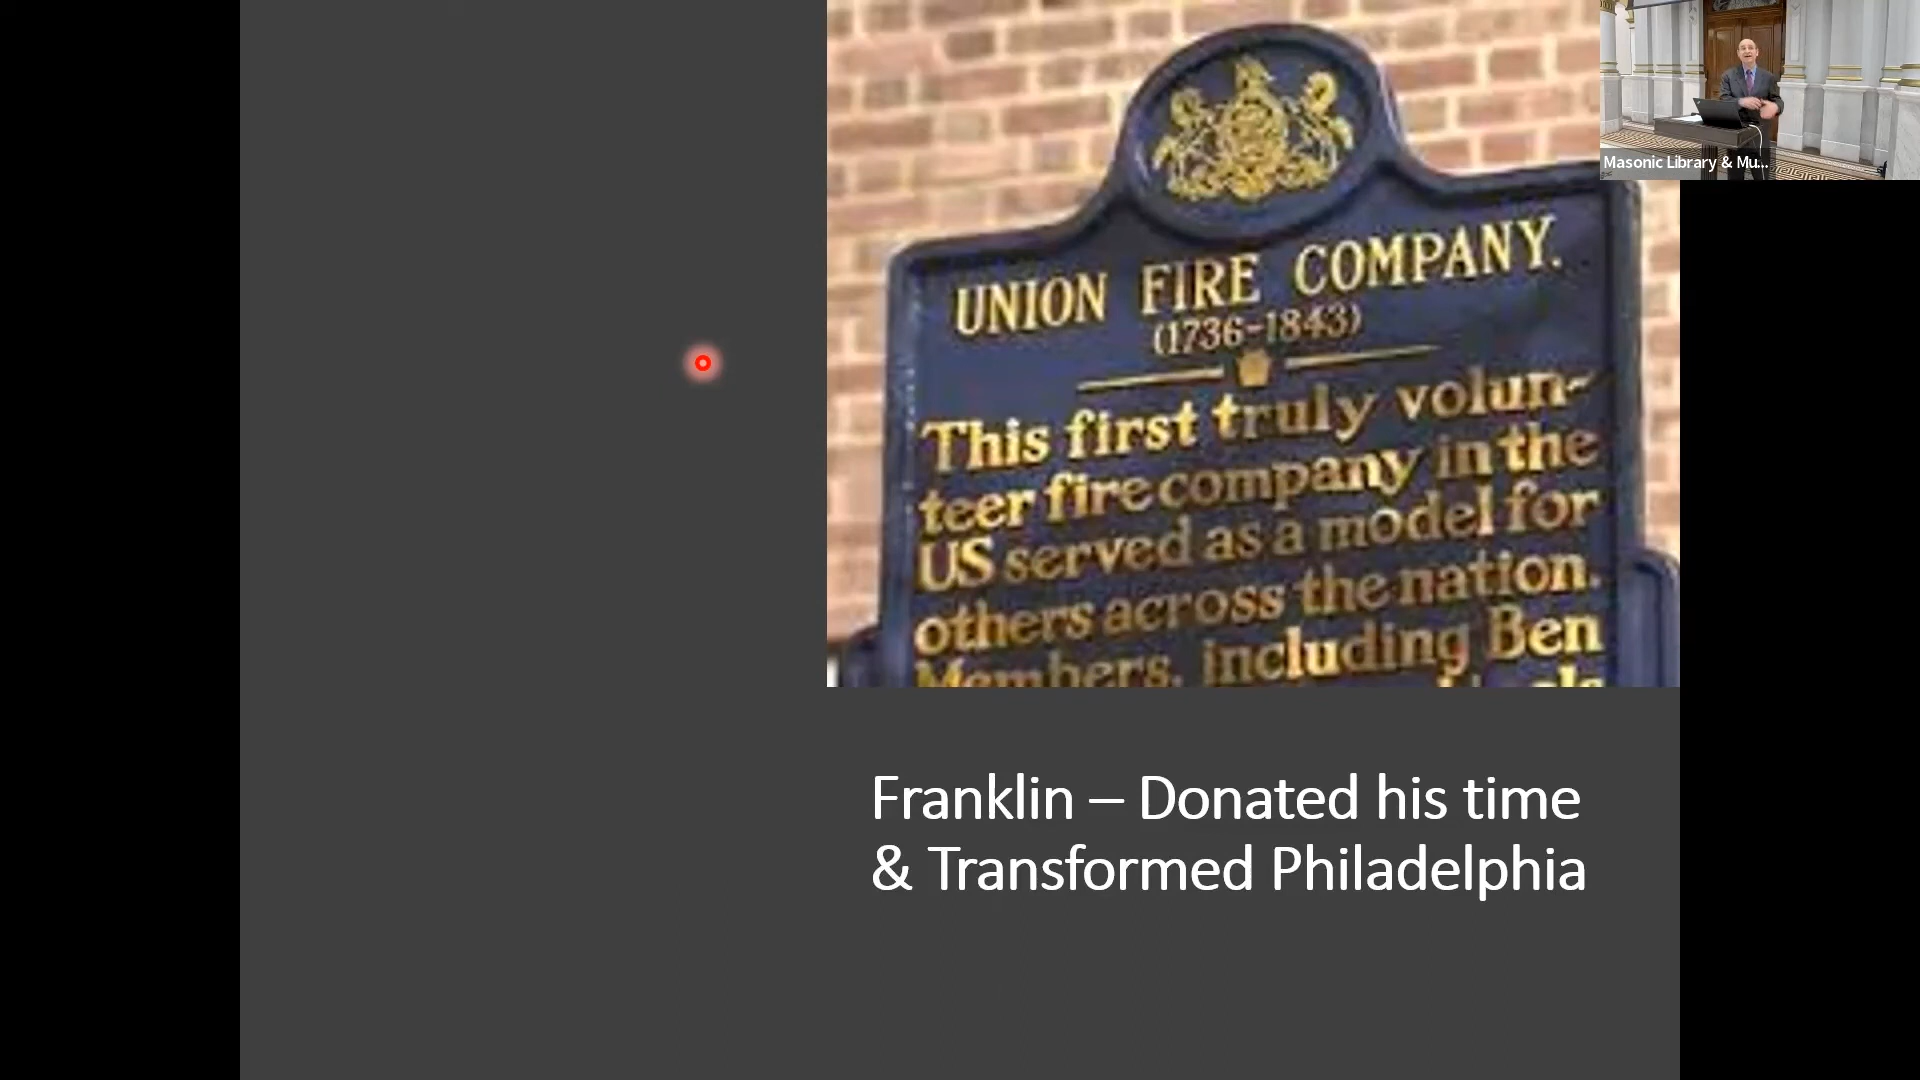 Masonic Library & Mu...
UNION FIRE COMPANY.
(1736-1843)
This first truly volun-
teer fire company in the
US served as a model for
others across the nation.
Members, including Ben
Franklin – Donated his time
& Transformed Philadelphia